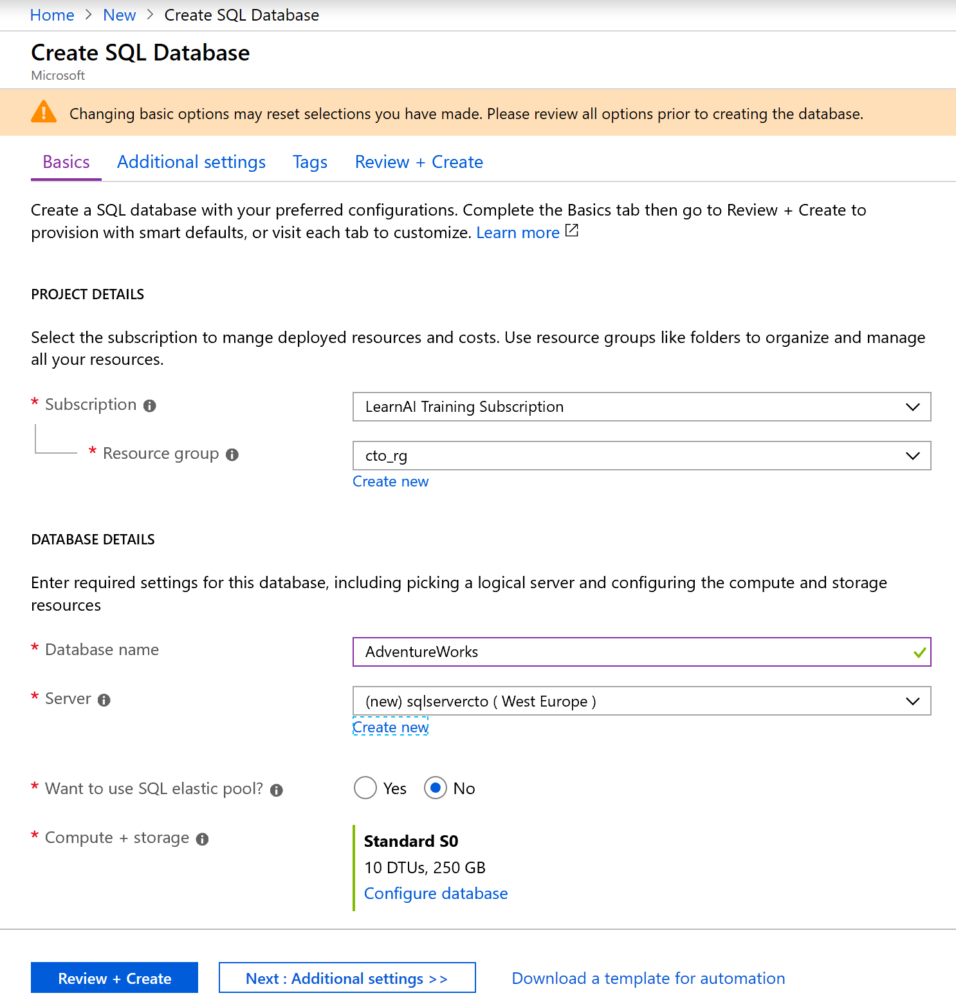 Home > New > Create SQL Database
Create SQL Database
Microsoft
Changing basic options may reset selections you have made. Please review all options prior to creating the database.
Basics Additional settings Tags Review + Create
Create a SQL database with your preferred configurations. Complete the Basics tab then go to Review + Create to
provision with smart defaults, or visit each tab to customize. Learn more
PROJECT DETAILS
Select the subscription to mange deployed resources and costs. Use resource groups like folders to organize and manage
all your resources.
* Subscription LearnAI Training Subscription
* Resource group cto_rg
Create new
DATABASE DETAILS
Enter required settings for this database, including picking a logical server and configuring the compute and storage
resources
* Database name AdventureWorks
* Server (new) sqlservercto ( West Europe )
Create new
* Want to use SQL elastic pool? Yes No
* Compute + storage Standard S0
10 DTUs, 250 GB
Configure database
Review + Create Next : Additional settings >> Download a template for automation